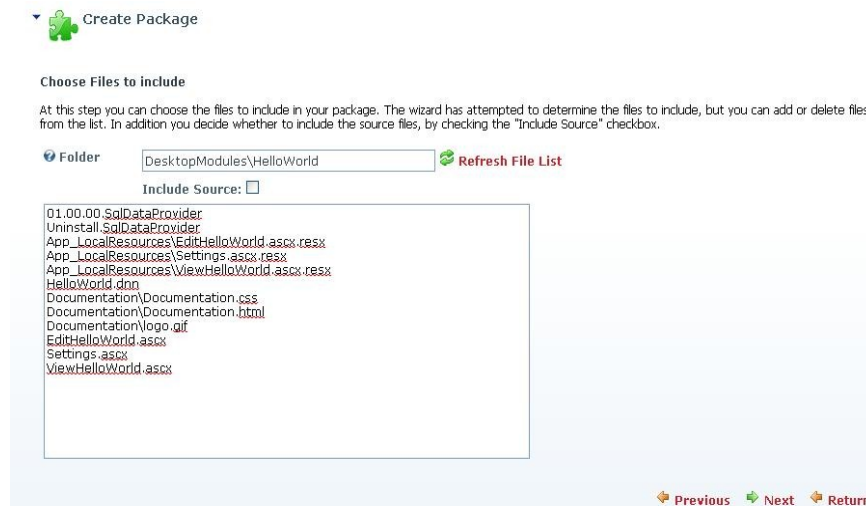 Create Package
Choose Files to include
At this step you can choose the files to include in your package. The wizard has attempted to determine the files to include, but you can add or delete files
from the list. In addition you decide whether to include the source files, by checking the "Include Source" checkbox.
Folder DesktopModules\HelloWorld Refresh File List
Include Source:
01.00.00.SqlDataProvider
Uninstall.SqlDataProvider
App_LocalResources\EditHelloWorld.ascx.resx
App_LocalResources\Settings.ascx.resx
App_LocalResources\ViewHelloWorld.ascx.resx
HelloWorld.dnn
Documentation\Documentation.css
Documentation\Documentation.html
Documentation\logo.gif
EditHelloWorld.ascx
Settings.ascx
ViewHelloWorld.ascx
Previous Next Return